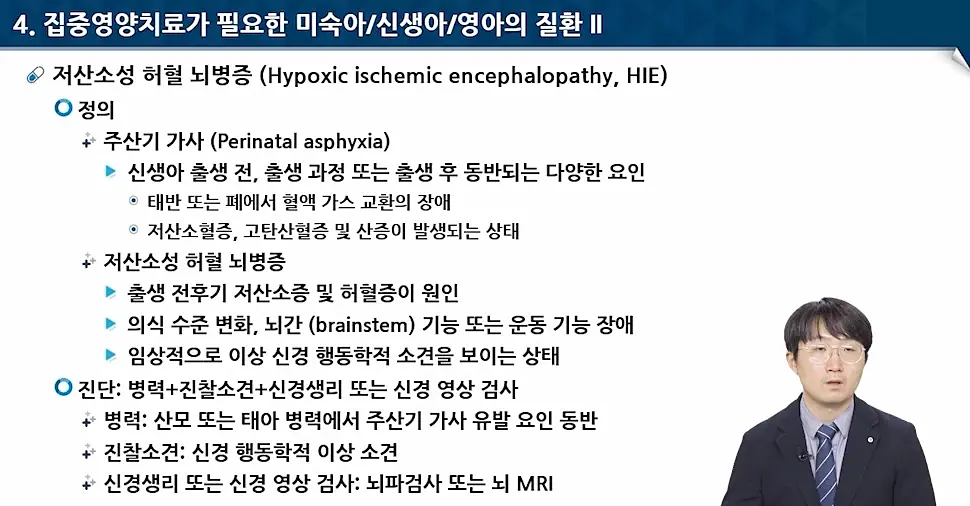 4. 집중영양치료가 필요한 미숙아/신생아/영아의 질환 II
저산소성 허혈 뇌병증 (Hypoxic ischemic encephalopathy, HIE)
정의
주산기 가사 (Perinatal asphyxia)
신생아 출생 전, 출생 과정 또는 출생 후 동반되는 다양한 요인
태반 또는 폐에서 혈액 가스 교환의 장애
저산소혈증, 고탄산혈증 및 산증이 발생되는 상태
저산소성 허혈 뇌병증
출생 전후기 저산소증 및 허혈증이 원인
의식 수준 변화, 뇌간 (brainstem) 기능 또는 운동 기능 장애
임상적으로 이상 신경 행동학적 소견을 보이는 상태
진단: 병력+진찰소견+신경생리 또는 신경 영상 검사
병력: 산모 또는 태아 병력에서 주산기 가사 유발 요인 동반
진찰소견: 신경 행동학적 이상 소견
신경생리 또는 신경 영상 검사: 뇌파검사 또는 뇌 MRI